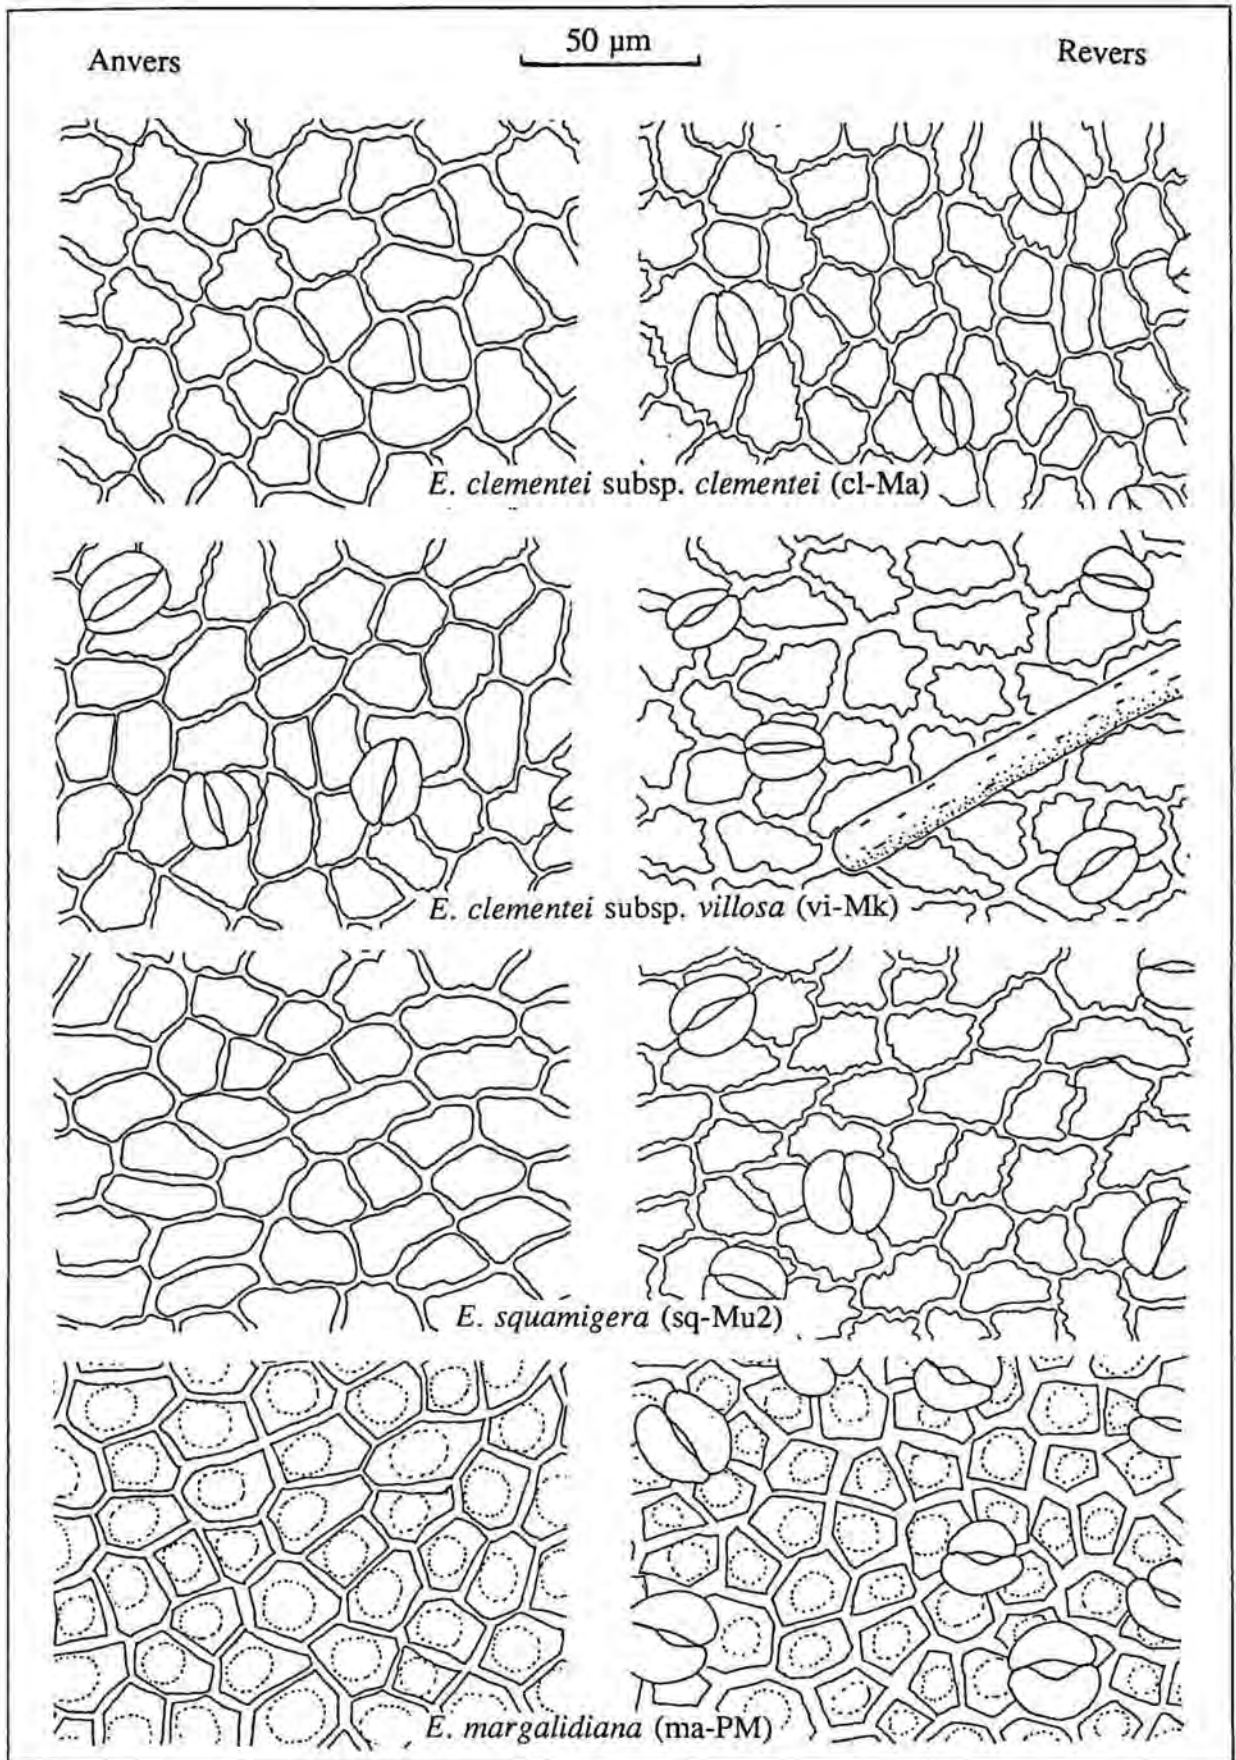 Anvers
50 µm
Revers
E. clementei subsp. clementei (cl-Ma)
E. clementei subsp. villosa (vi-Mk)
E. squamigera (sq-Mu2)
E. margalidiana (ma-PM)